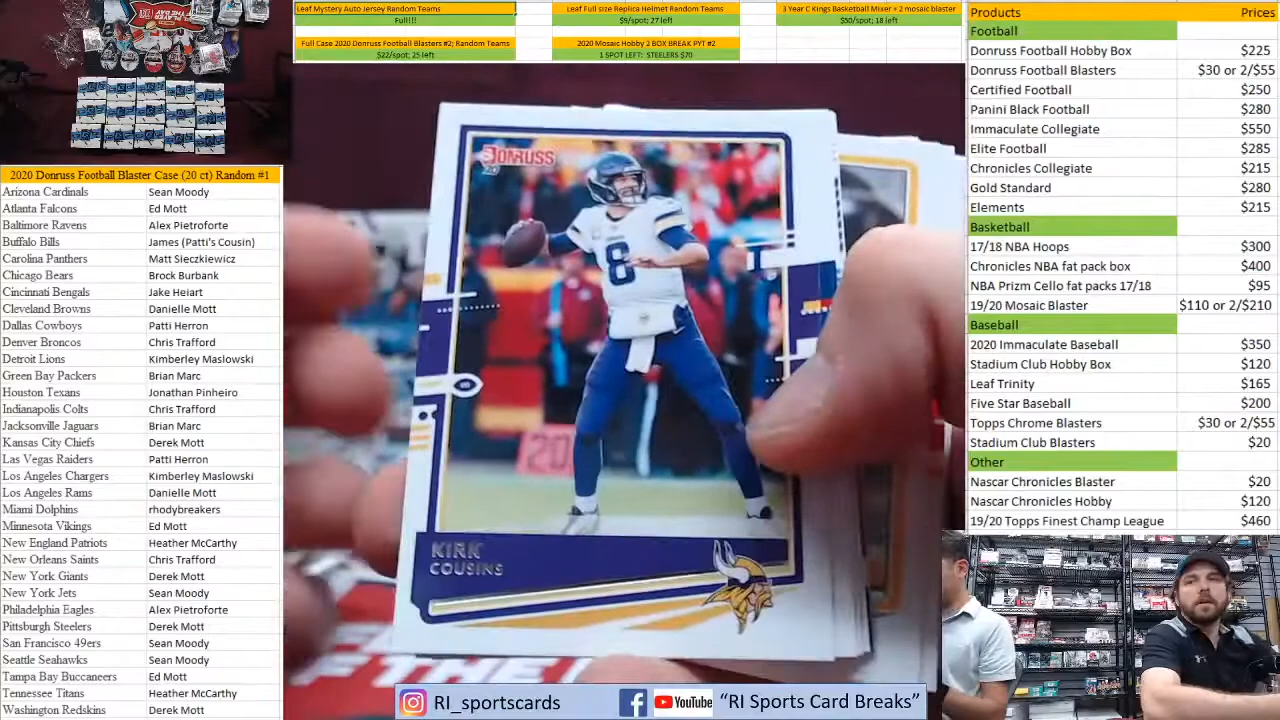 Leaf Mystery Auto Jersey Random Teams
Full!!!
Leaf Full size Replica Helmet Random Teams
$9/spot; 27 left
3 Year C Kings Basketball Mixer + 2 mosaic blaster
$50/spot; 18 left
Full Case 2020 Donruss Football Blasters #2; Random Teams
$22/spot; 25 left
2020 Mosaic Hobby 2 BOX BREAK PYT #2
1 SPOT LEFT: STEELERS $70
2020 Donruss Football Blaster Case (20 ct) Random #1
Arizona Cardinals Sean Moody
Atlanta Falcons Ed Mott
Baltimore Ravens Alex Pietroforte
Buffalo Bills James (Patti's Cousin)
Carolina Panthers Matt Sieczkiewicz
Chicago Bears Brock Burbank
Cincinnati Bengals Jake Heiart
Cleveland Browns Danielle Mott
Dallas Cowboys Patti Herron
Denver Broncos Chris Trafford
Detroit Lions Kimberley Maslowski
Green Bay Packers Brian Marc
Houston Texans Jonathan Pinheiro
Indianapolis Colts Chris Trafford
Jacksonville Jaguars Brian Marc
Kansas City Chiefs Derek Mott
Las Vegas Raiders Patti Herron
Los Angeles Chargers Kimberley Maslowski
Los Angeles Rams Danielle Mott
Miami Dolphins rhodybreakers
Minnesota Vikings Ed Mott
New England Patriots Heather McCarthy
New Orleans Saints Chris Trafford
New York Giants Derek Mott
New York Jets Sean Moody
Philadelphia Eagles Alex Pietroforte
Pittsburgh Steelers Derek Mott
San Francisco 49ers Sean Moody
Seattle Seahawks Sean Moody
Tampa Bay Buccaneers Ed Mott
Tennessee Titans Heather McCarthy
Washington Redskins Derek Mott
DONRUSS
20
8
20
KIRK
COUSINS
RI_sportscards YouTube "RI Sports Card Breaks"
Products Prices
Football
Donruss Football Hobby Box $225
Donruss Football Blasters $30 or 2/$55
Certified Football $250
Panini Black Football $280
Immaculate Collegiate $550
Elite Football $285
Chronicles Collegiate $215
Gold Standard $280
Elements $215
Basketball
17/18 NBA Hoops $300
Chronicles NBA fat pack box $400
NBA Prizm Cello fat packs 17/18 $95
19/20 Mosaic Blaster $110 or 2/$210
Baseball
2020 Immaculate Baseball $350
Stadium Club Hobby Box $120
Leaf Trinity $165
Five Star Baseball $200
Topps Chrome Blasters $30 or 2/$55
Stadium Club Blasters $20
Other
Nascar Chronicles Blaster $20
Nascar Chronicles Hobby $120
19/20 Topps Finest Champ League $460